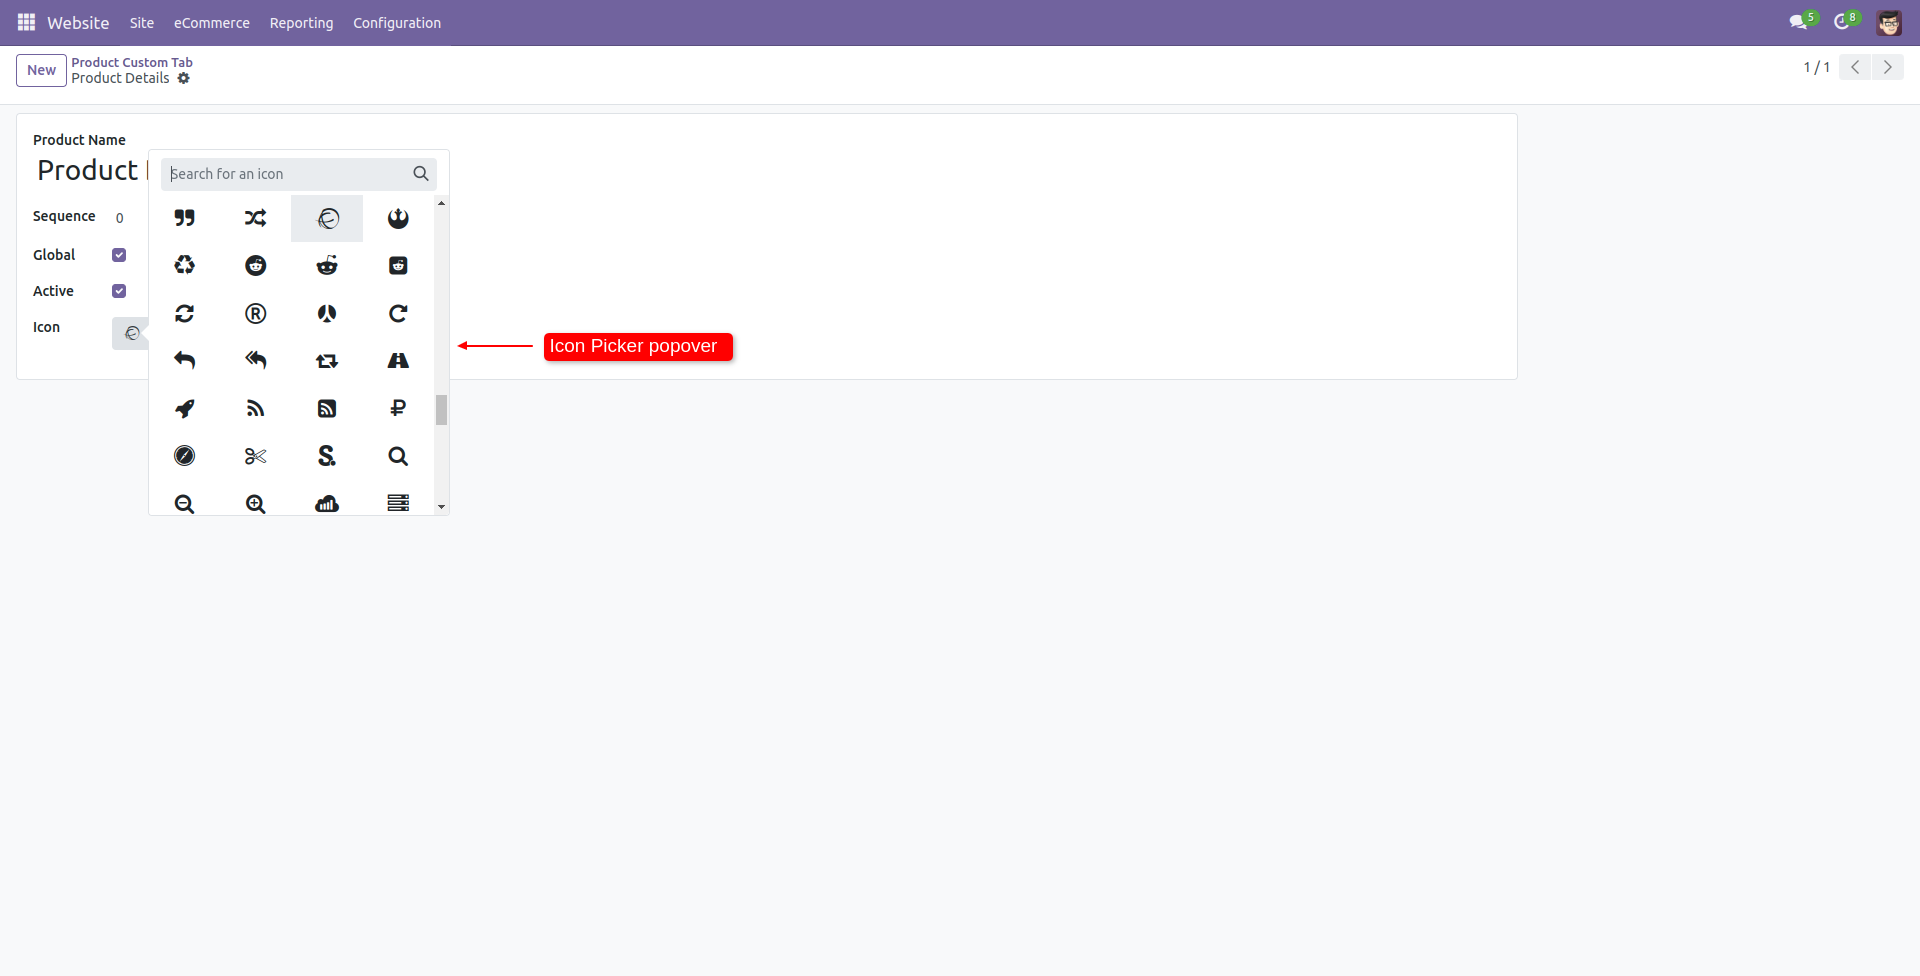 Website Site eCommerce Reporting Configuration 5 8
New Product Custom Tab
Product Details
1 / 1
Product Name
Product
Search for an icon
Sequence 0
Global
Active
Icon
Icon Picker popover